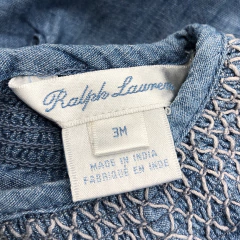 Ralph Lauren
3M
MADE IN INDIA
FABRIQUÉ EN INDE